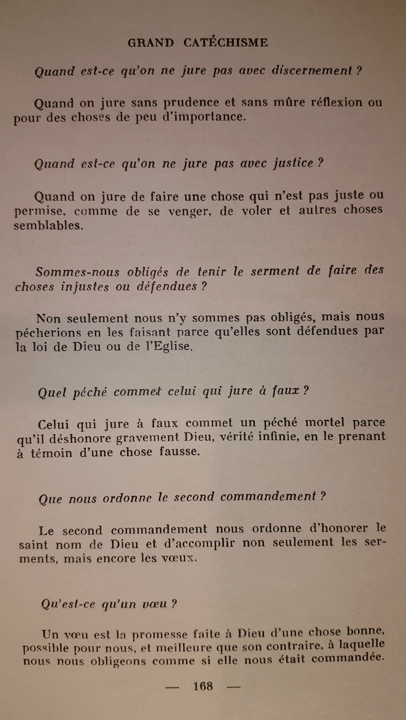 GRAND CATÉCHISME
Quand est-ce qu'on ne jure pas avec discernement ?
Quand on jure sans prudence et sans mûre réflexion ou
pour des choses de peu d'importance.
Quand est-ce qu'on ne jure pas avec justice ?
Quand on jure de faire une chose qui n'est pas juste ou
permise, comme de se venger, de voler et autres choses
semblables.
Sommes-nous obligés de tenir le serment de faire des
choses injustes ou défendues ?
Non seulement nous n'y sommes pas obligés, mais nous
pécherions en les faisant parce qu'elles sont défendues par
la loi de Dieu ou de l'Eglise.
Quel péché commet celui qui jure à faux ?
Celui qui jure à faux commet un péché mortel parce
qu'il déshonore gravement Dieu, vérité infinie, en le prenant
à témoin d'une chose fausse.
Que nous ordonne le second commandement ?
Le second commandement nous ordonne d'honorer le
saint nom de Dieu et d'accomplir non seulement les ser-
ments, mais encore les vœux.
Qu'est-ce qu'un vœu ?
Un vœu est la promesse faite à Dieu d'une chose bonne,
possible pour nous, et meilleure que son contraire, à laquelle
nous nous obligeons comme si elle nous était commandée.
— 168 —